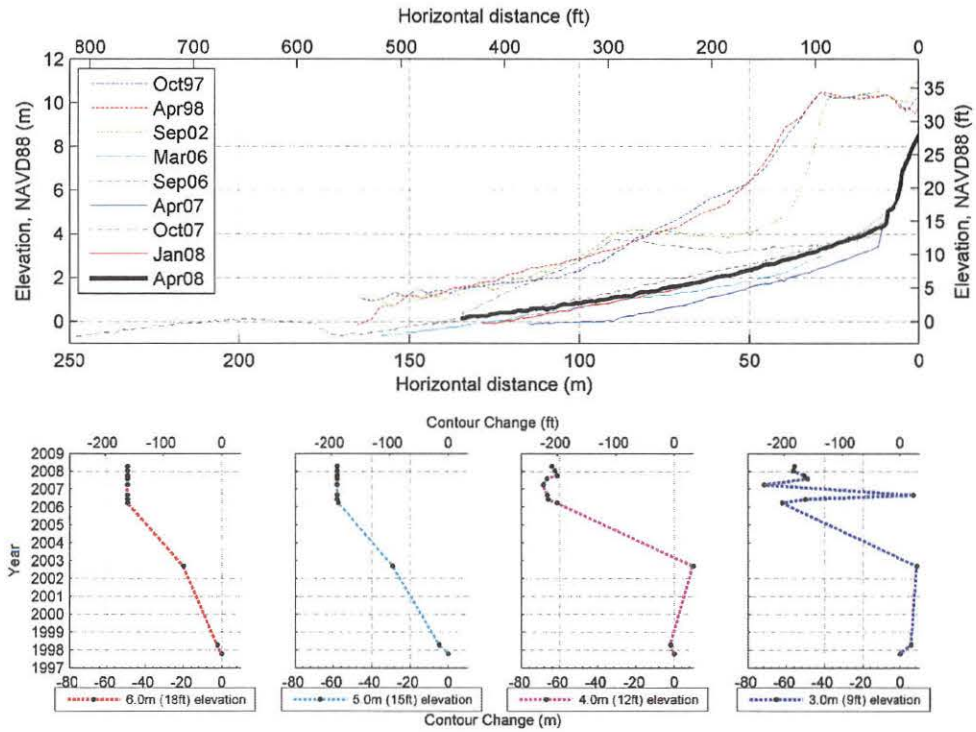 Horizontal distance (ft)
800 700 600 500 400 300 200 100 0
12
10
8
6
4
2
0
Elevation, NAVD88 (m)
Oct97
Apr98
Sep02
Mar06
Sep06
Apr07
Oct07
Jan08
Apr08
35
30
25
20
15
10
5
0
Elevation, NAVD88 (ft)
250 200 150 100 50 0
Horizontal distance (m)
Contour Change (ft)
-200 -100 0 -200 -100 0 -200 -100 0 -200 -100 0
2009
2008
2007
2006
2003
2002
2000
1999
1998
1997
Year
-80 -60 -40 -20 0 -80 -60 -40 -20 0 -80 -60 -40 -20 0 -80 -60 -40 -20 0
6.0m (18ft) elevation 5.0m (15ft) elevation 4.0m (12ft) elevation 3.0m (9ft) elevation
Contour Change (m)